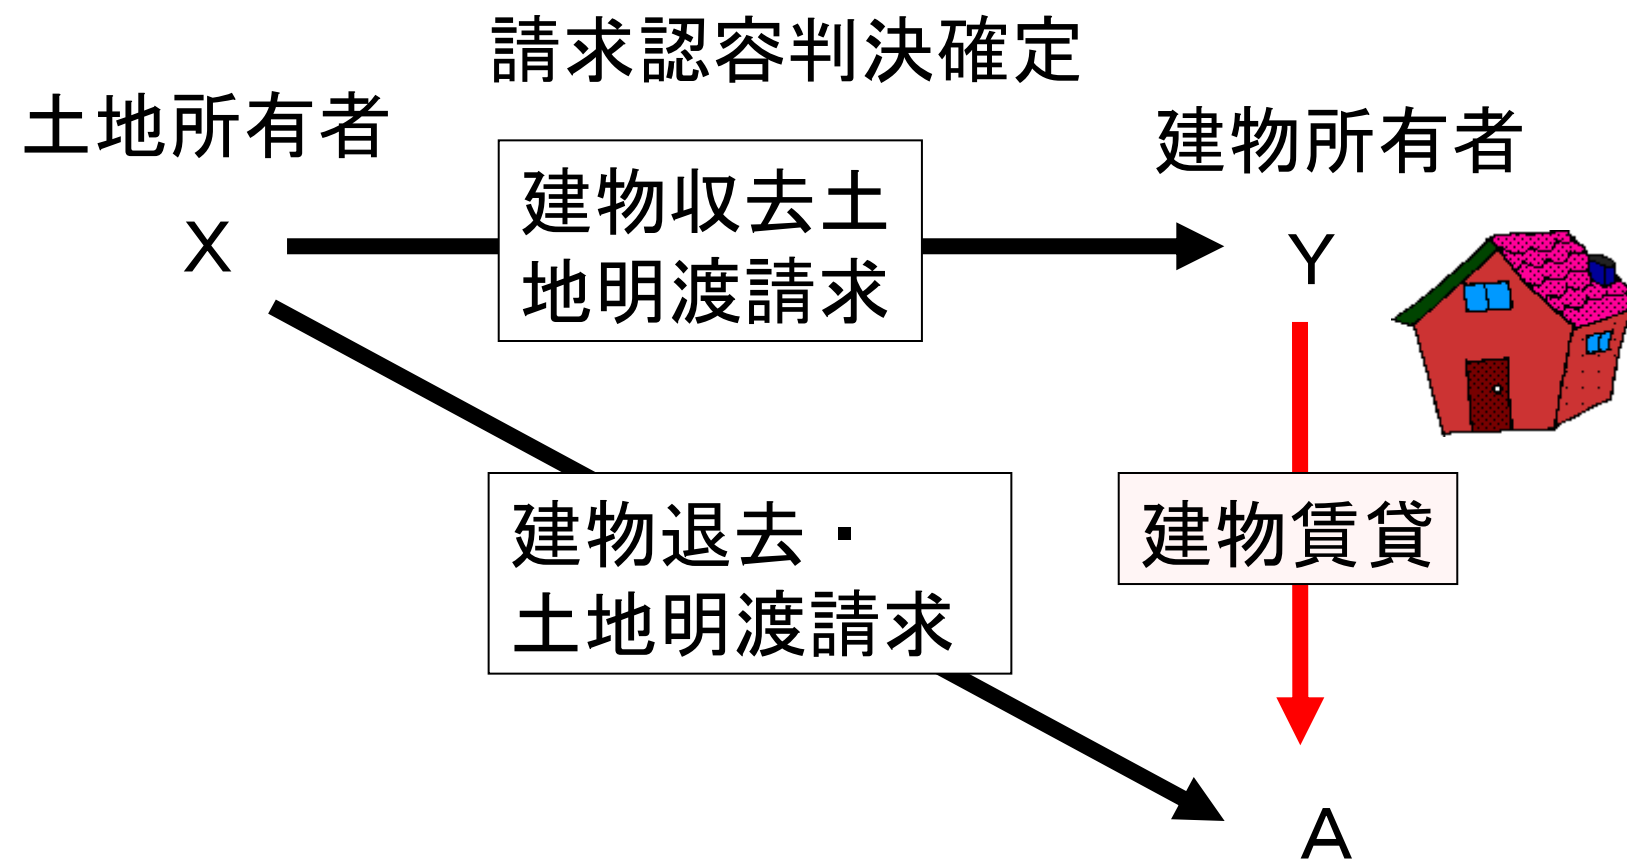 請求認容判決確定
土地所有者
建物所有者
建物収去土
地明渡請求
X
Y
建物退去・
土地明渡請求
建物賃貸
A